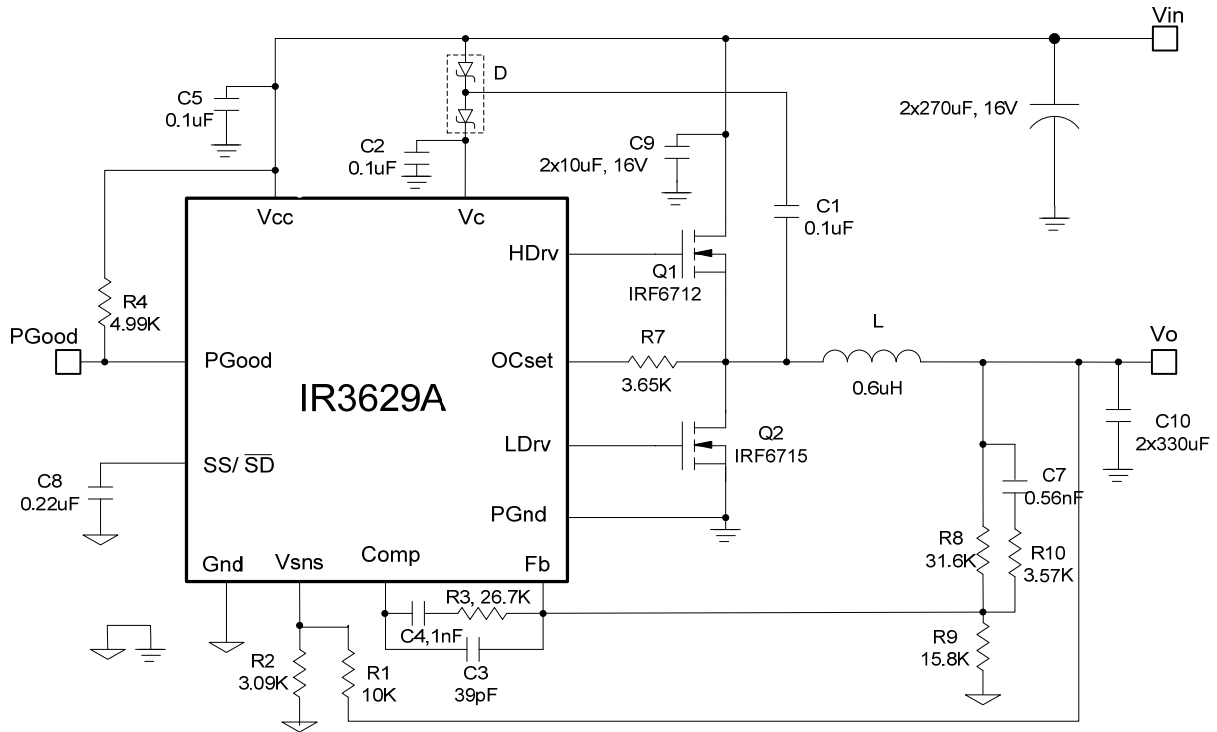 Vin
D
C5
0.1uF
2x270uF, 16V
C2
0.1uF
C9
2x10uF, 16V
C1
0.1uF
Vcc
Vc
HDrv
Q1
IRF6712
R4
4.99K
PGood
PGood
OCset
R7
3.65K
L
0.6uH
Vo
IR3629A
C10
2x330uF
LDrv
Q2
IRF6715
SS/ SD
C8
0.22uF
C7
0.56nF
PGnd
R8
31.6K
R10
3.57K
Gnd
Vsns
Comp
Fb
R3, 26.7K
C4,1nF
R9
15.8K
R2
3.09K
R1
10K
C3
39pF